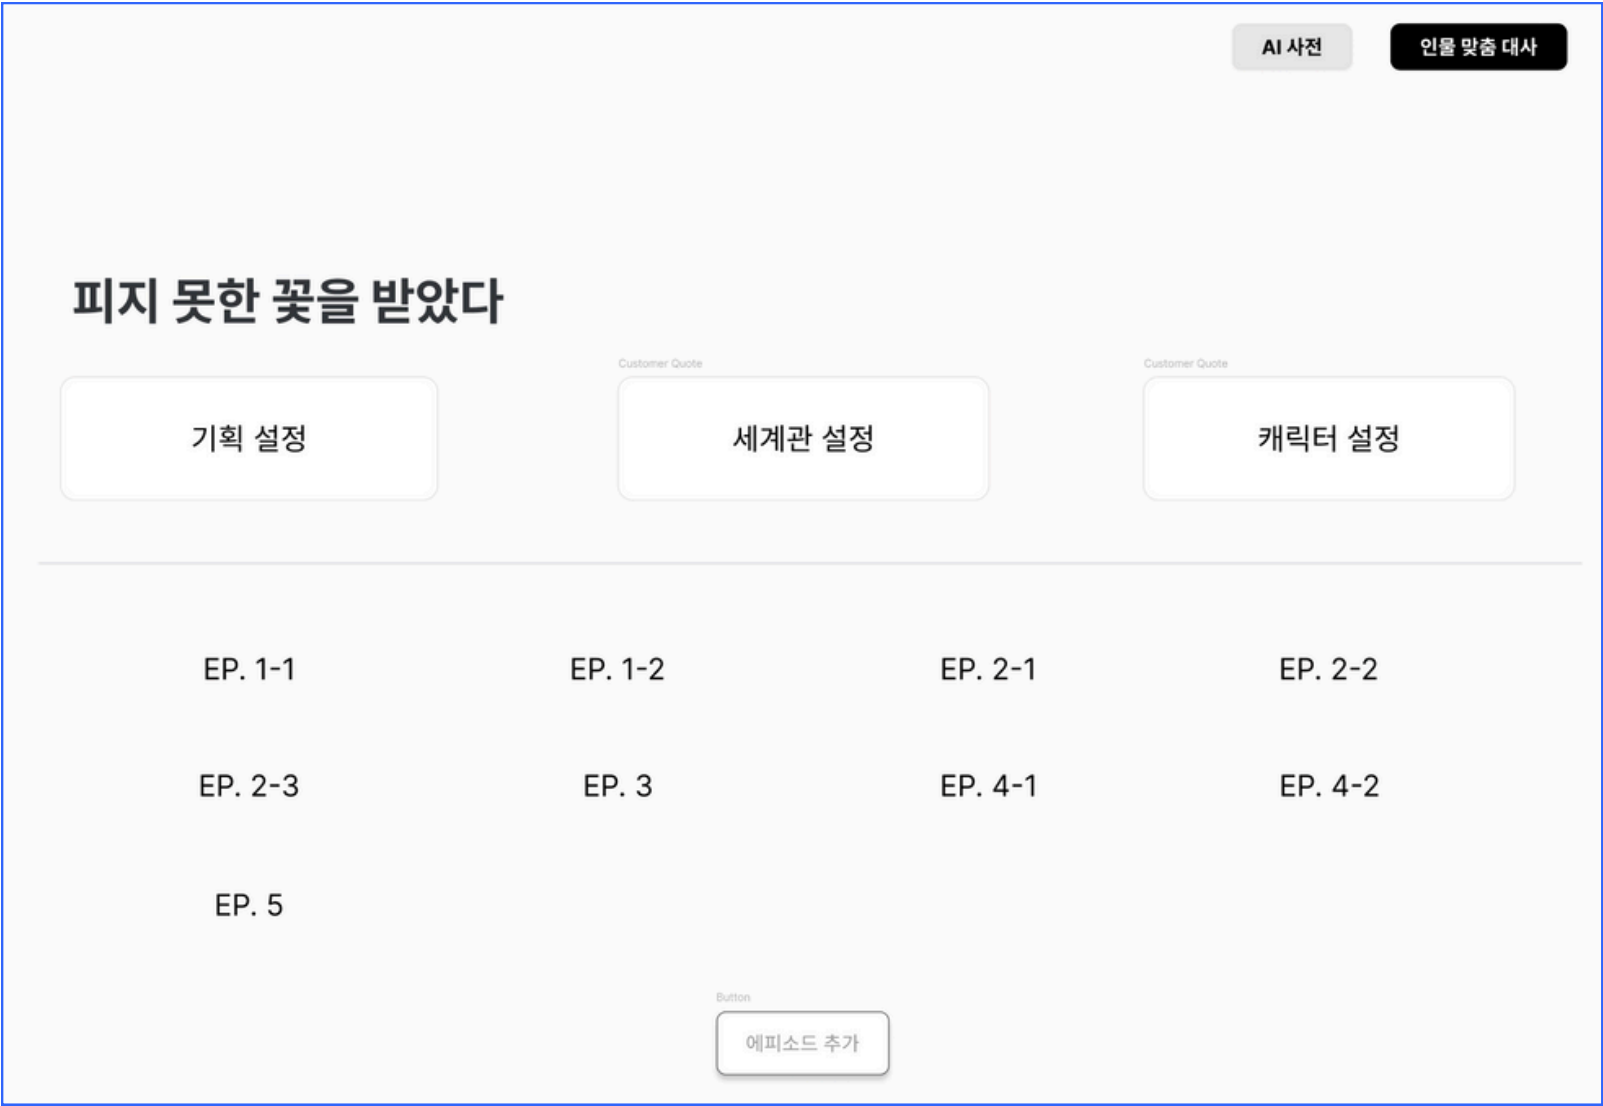 AI 사전
인물 맞춤 대사
피지 못한 꽃을 받았다
Customer Quote
Customer Quote
기획 설정
세계관 설정
캐릭터 설정
EP. 1-1
EP. 1-2
EP. 2-1
EP. 2-2
EP. 2-3
EP. 3
EP. 4-1
EP. 4-2
EP. 5
Button
에피소드 추가